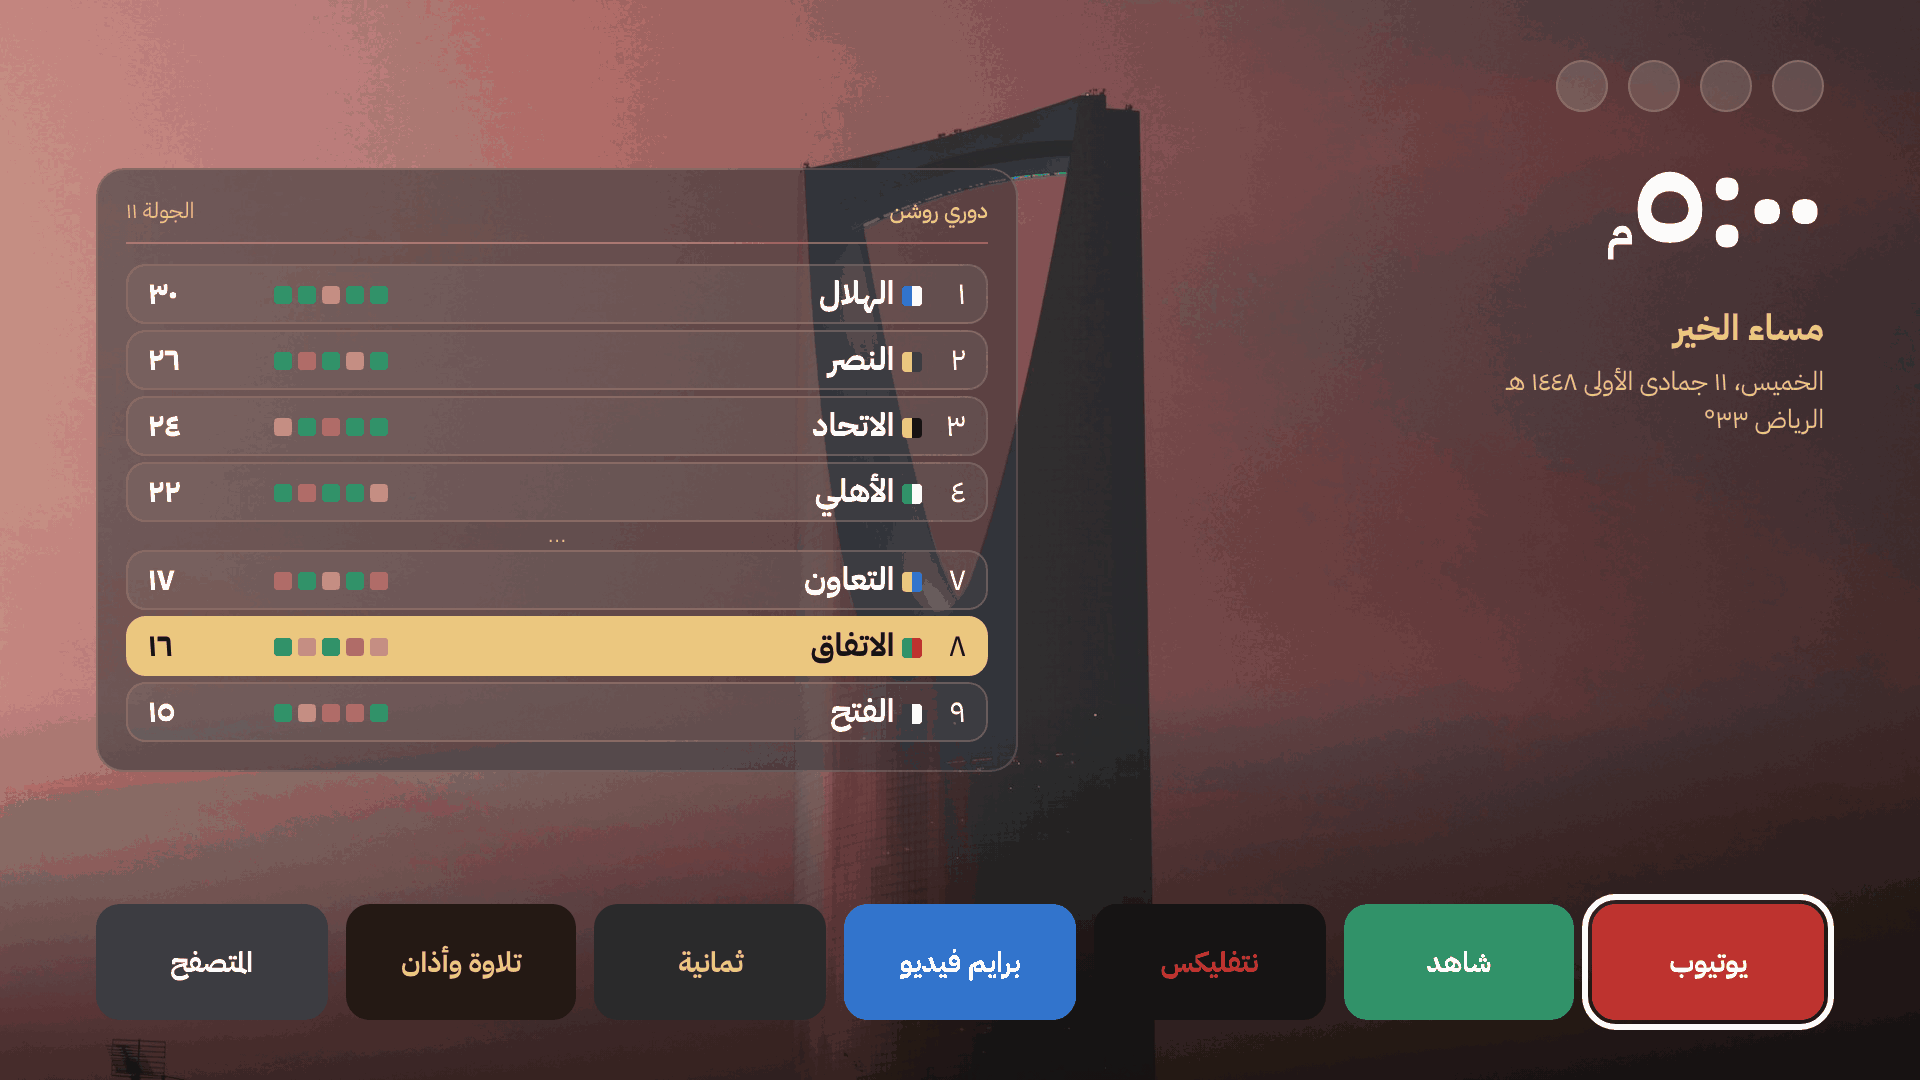 ٥:٠٠ م
مساء الخير
الخميس، ١١ جمادى الأولى ١٤٤٨ هـ
الرياض ٣٣°
دوري روشن الجولة ١١
١ الهلال ٣٠
٢ النصر ٢٦
٣ الاتحاد ٢٤
٤ الأهلي ٢٢
...
٧ التعاون ١٧
٨ الاتفاق ١٦
٩ الفتح ١٥
يوتيوب شاهد نتفليكس برايم فيديو ثمانية تلاوة وأذان المتصفح